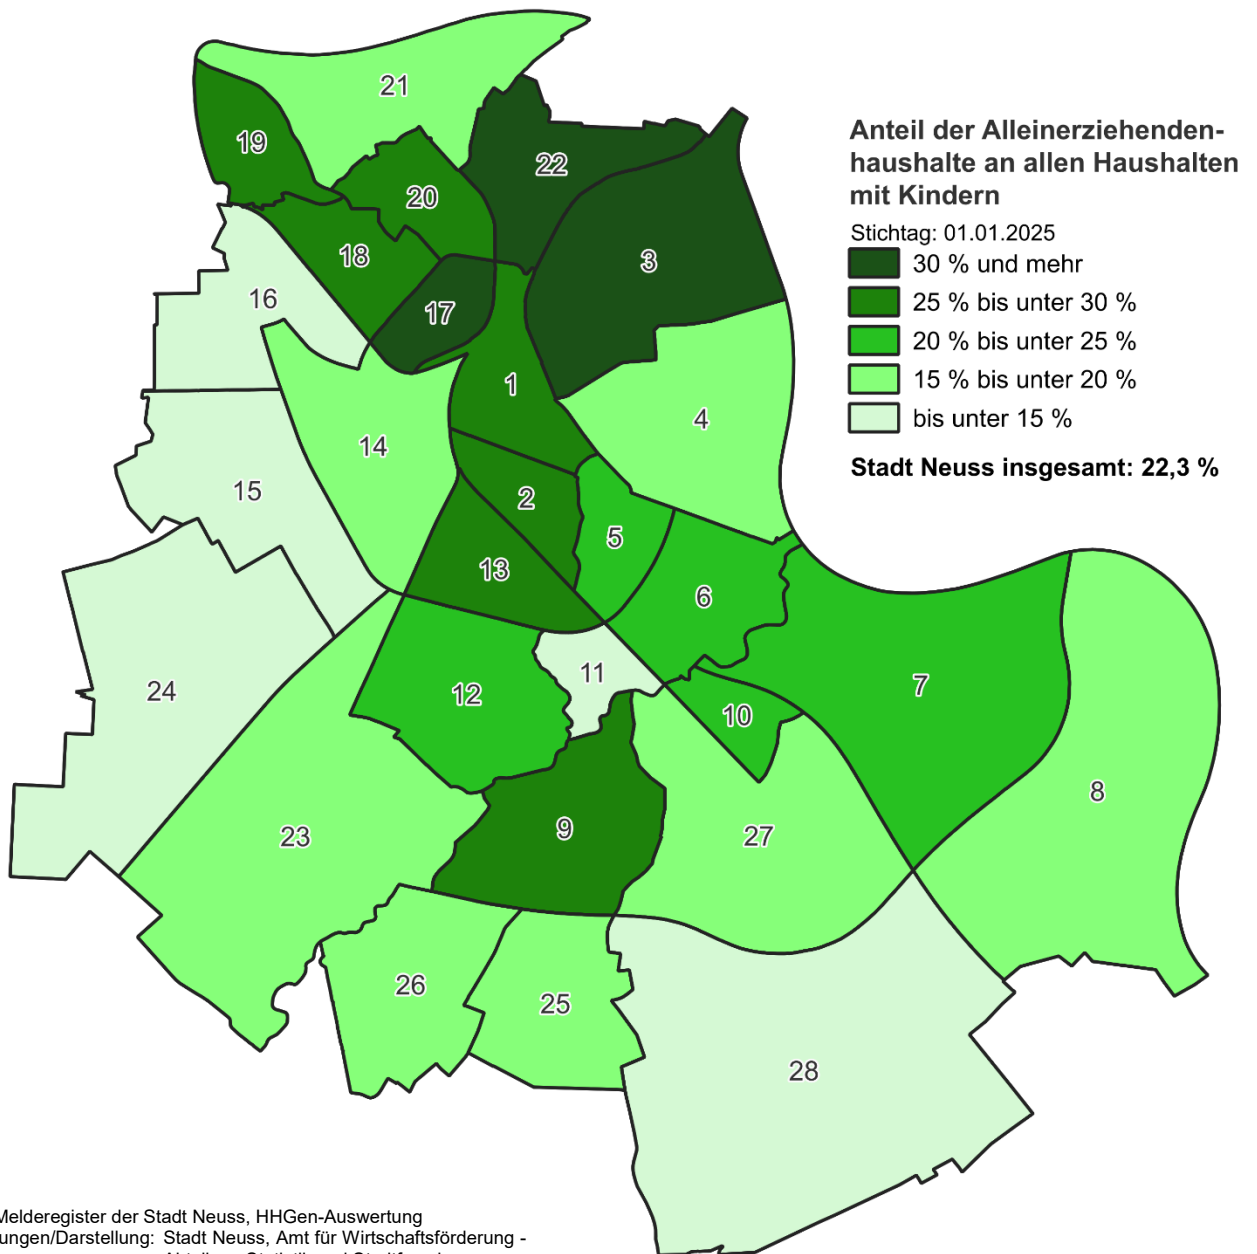 21
19
22
20
18
3
16
17
1
4
14
15
2
5
13
6
11
24
12
7
10
8
9
23
27
26
25
28
Anteil der Alleinerziehenden-
haushalte an allen Haushalten
mit Kindern
Stichtag: 01.01.2025
30 % und mehr
25 % bis unter 30 %
20 % bis unter 25 %
15 % bis unter 20 %
bis unter 15 %
Stadt Neuss insgesamt: 22,3 %
Melderegister der Stadt Neuss, HHGen-Auswertung
ungen/Darstellung: Stadt Neuss, Amt für Wirtschaftsförderung -